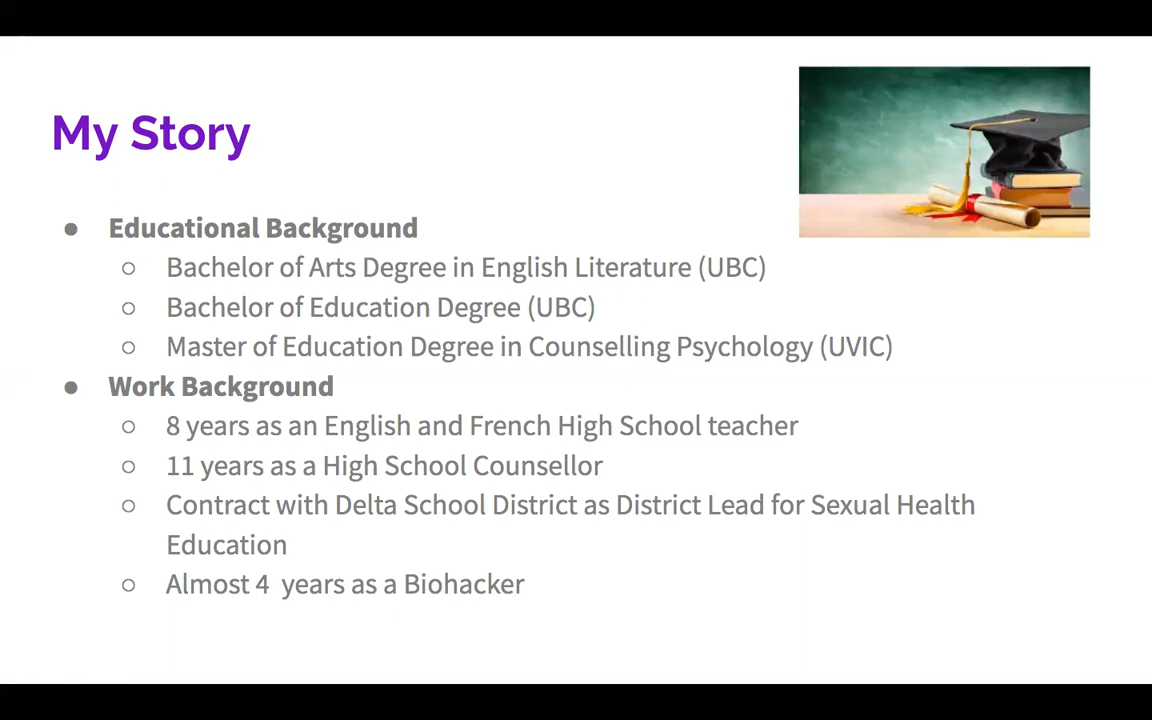 My Story
● Educational Background
○ Bachelor of Arts Degree in English Literature (UBC)
○ Bachelor of Education Degree (UBC)
○ Master of Education Degree in Counselling Psychology (UVIC)
● Work Background
○ 8 years as an English and French High School teacher
○ 11 years as a High School Counsellor
○ Contract with Delta School District as District Lead for Sexual Health
Education
○ Almost 4  years as a Biohacker